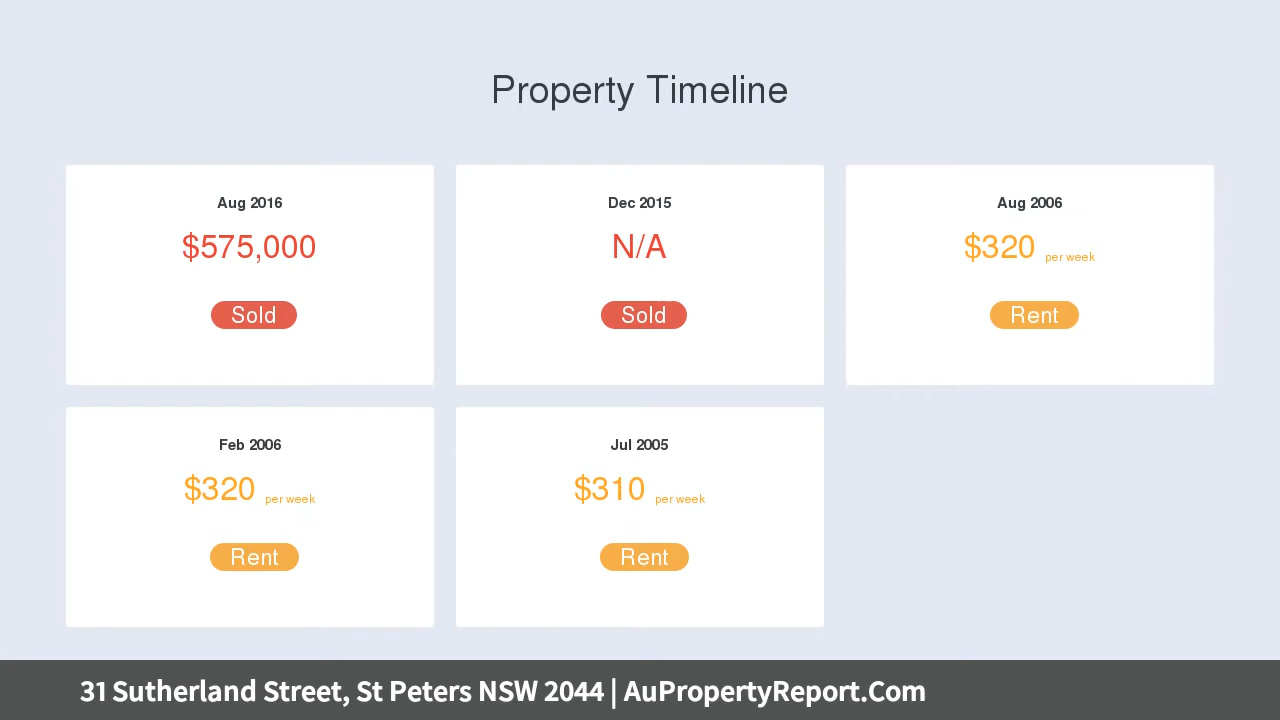 Property Timeline
Aug 2016
$575,000
Sold
Dec 2015
N/A
Sold
Aug 2006
$320 per week
Rent
Feb 2006
$320 per week
Rent
Jul 2005
$310 per week
Rent
31 Sutherland Street, St Peters NSW 2044 | AuPropertyReport.Com